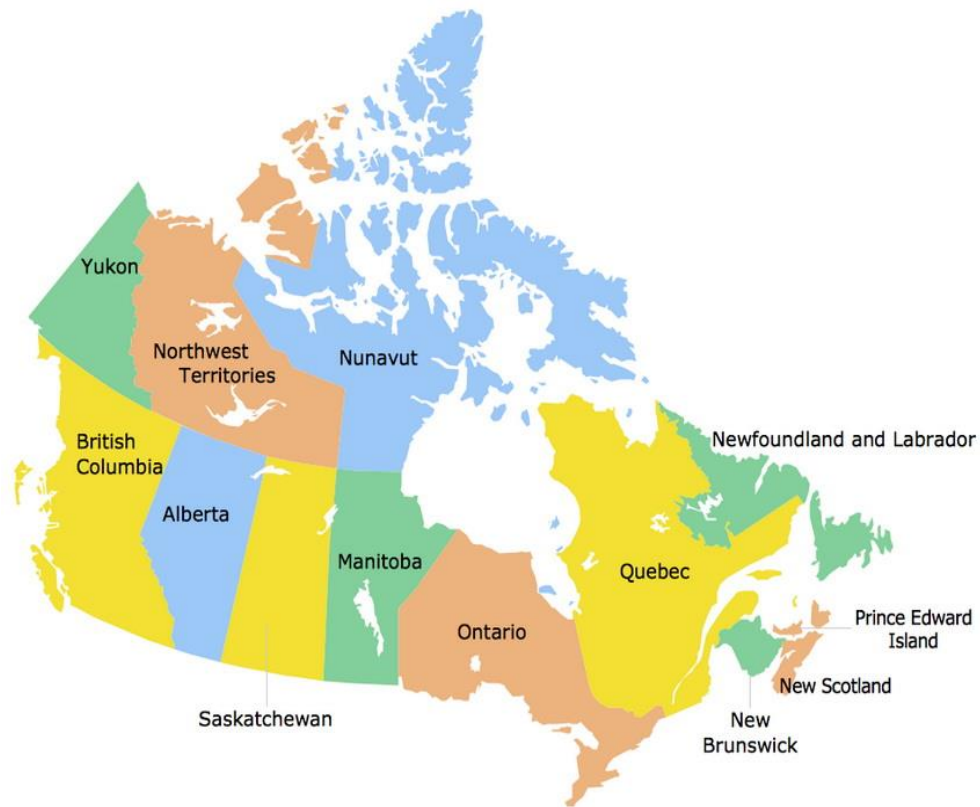 Yukon
Northwest
Territories
Nunavut
British
Columbia
Alberta
Saskatchewan
Manitoba
Ontario
Quebec
Newfoundland and Labrador
Prince Edward
Island
New Scotland
New
Brunswick